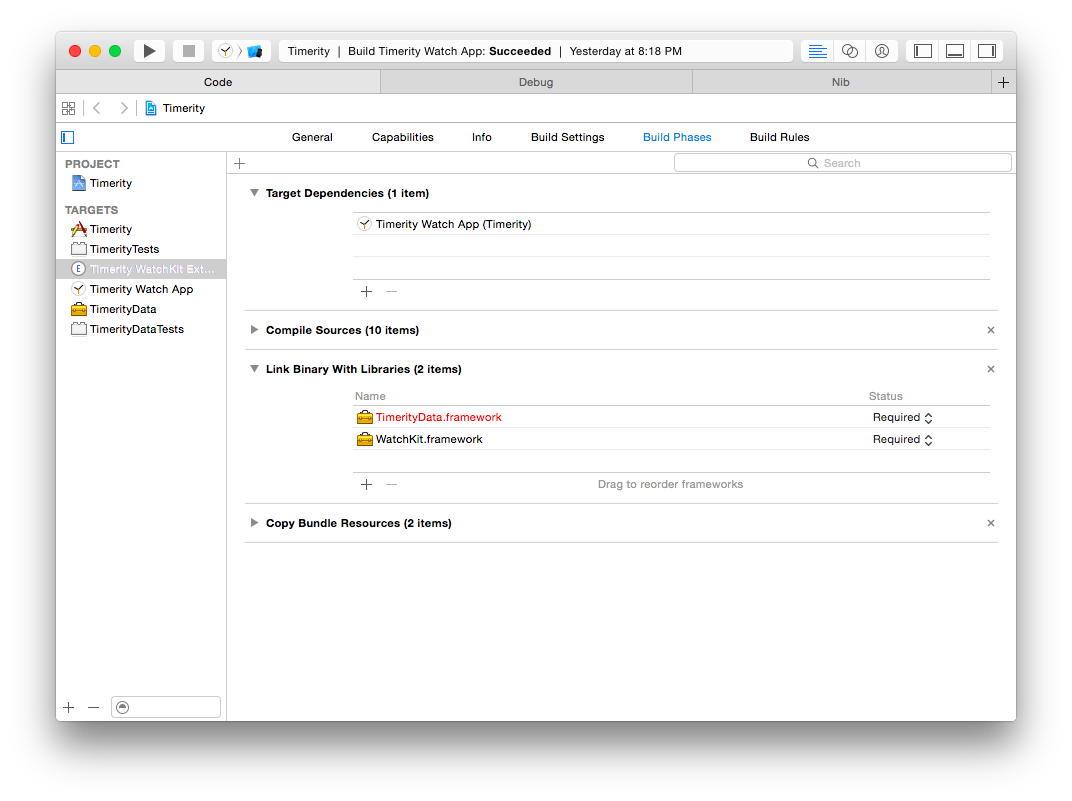 Timerity | Build Timerity Watch App: Succeeded | Yesterday at 8:18 PM
Code
Debug
Nib
Timerity
General
Capabilities
Info
Build Settings
Build Phases
Build Rules
PROJECT
Timerity
TARGETS
Timerity
TimerityTests
E
Timerity WatchKit Ext...
Timerity Watch App
TimerityData
TimerityDataTests
Search
Target Dependencies (1 item)
Timerity Watch App (Timerity)
Compile Sources (10 items)
Link Binary With Libraries (2 items)
Name Status
TimerityData.framework Required
WatchKit.framework Required
Drag to reorder frameworks
Copy Bundle Resources (2 items)